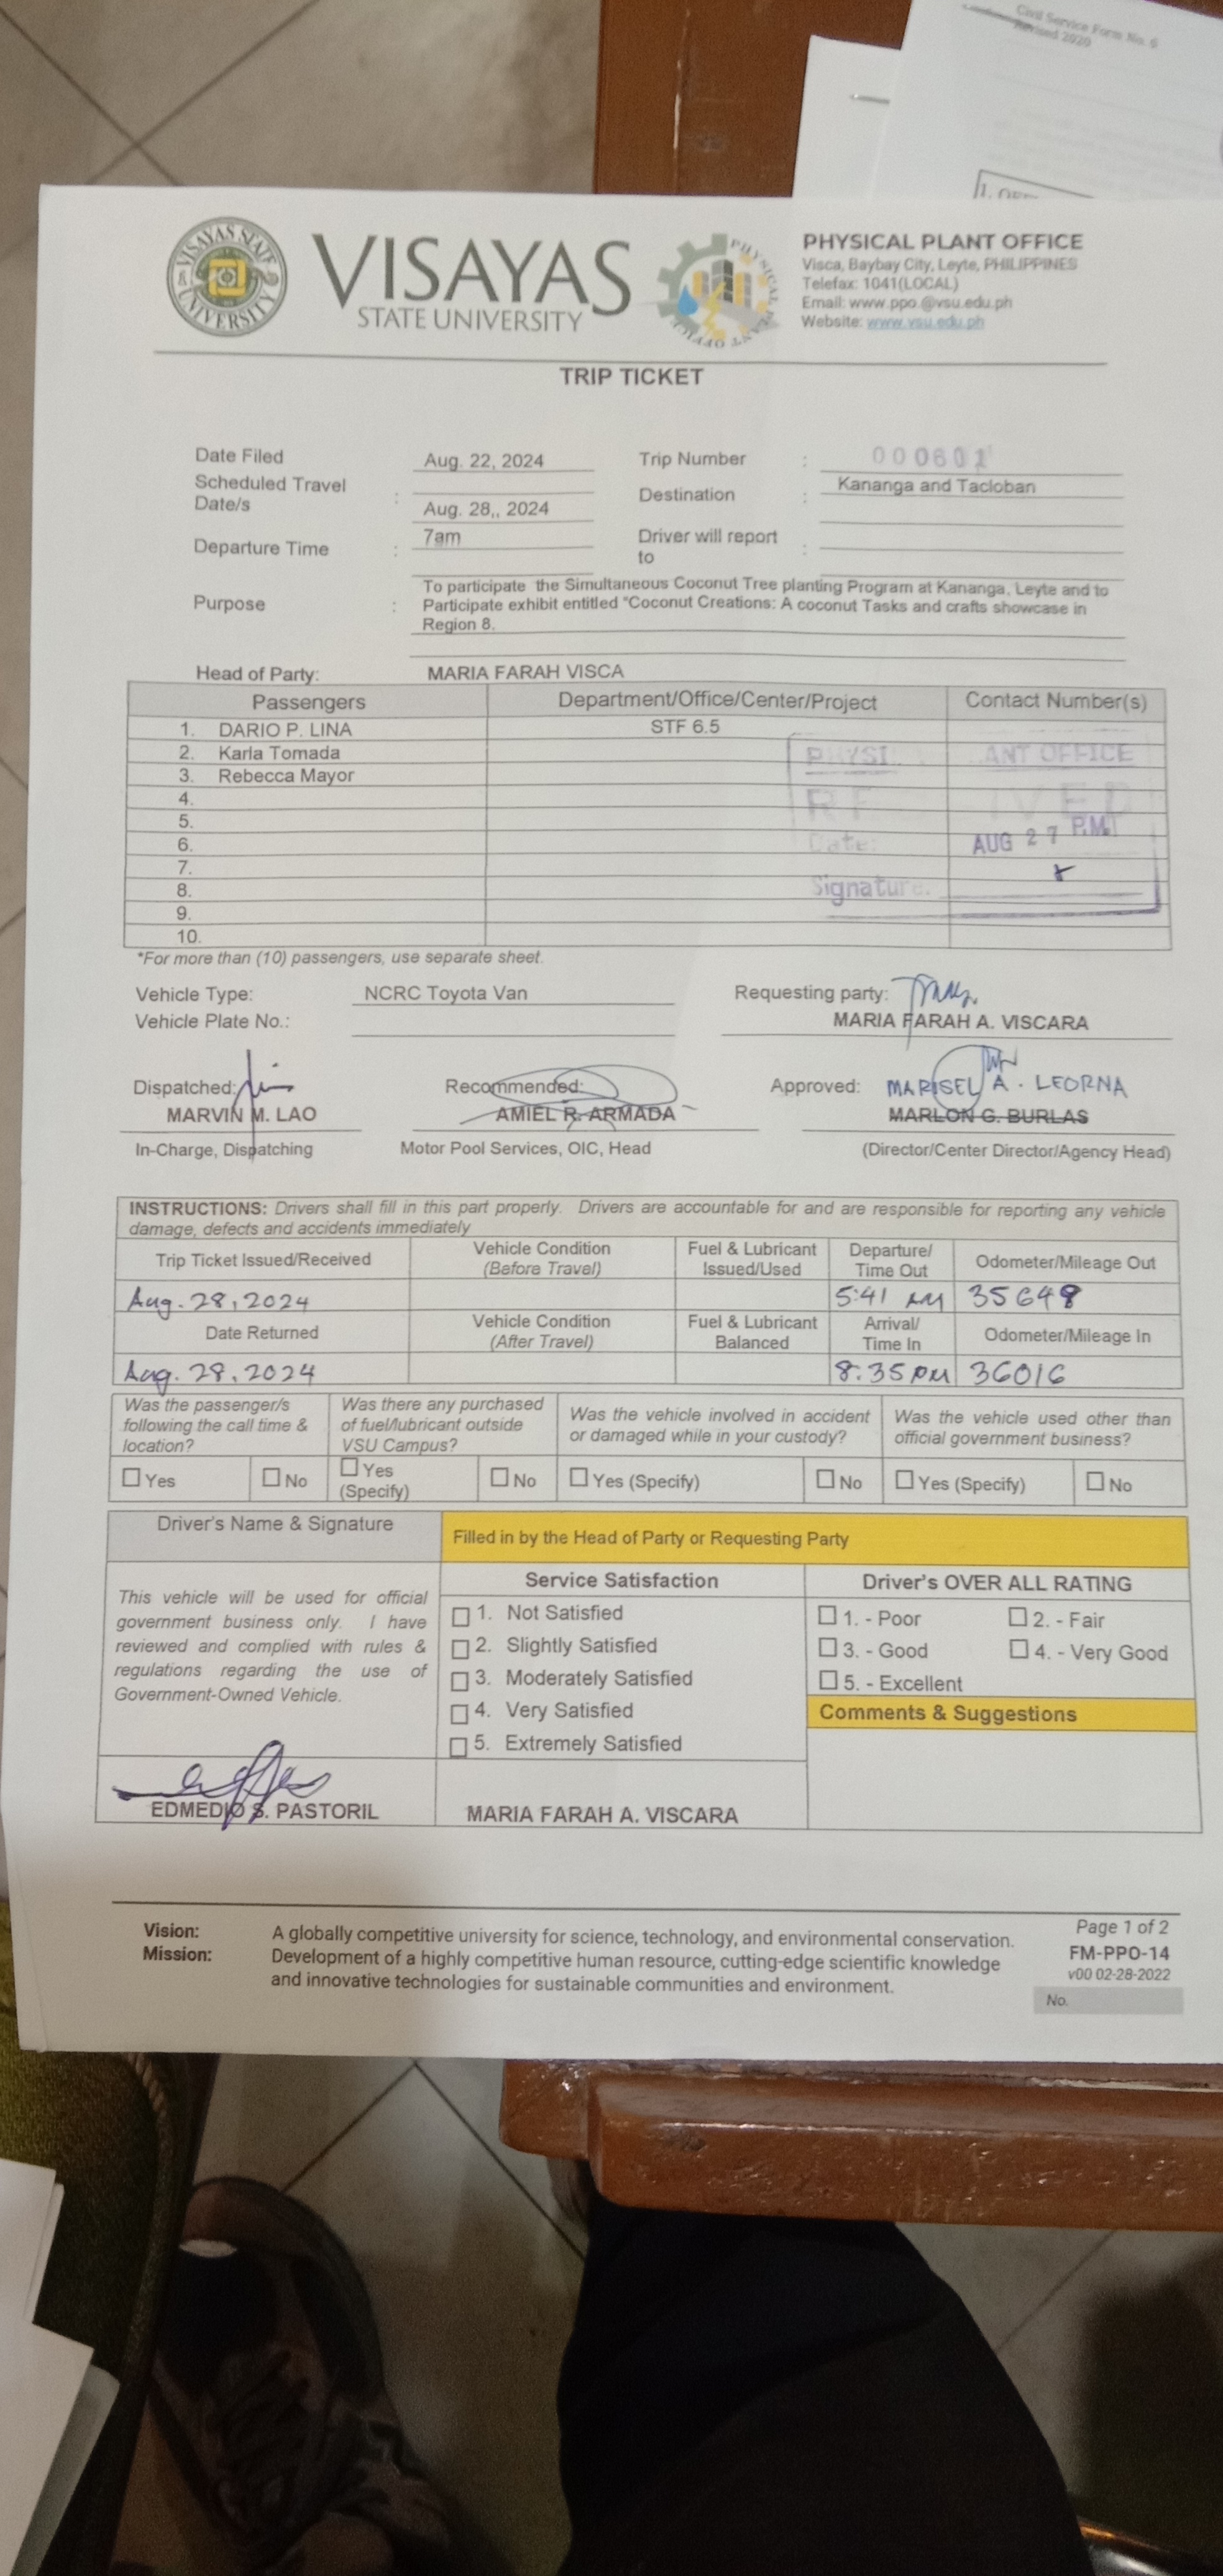 Civil Service Form No. 6
Revised 2020
VISAYAS STATE UNIVERSITY
VISAYAS
STATE UNIVERSITY
PHYSICAL PLANT OFFICE
PHYSICAL PLANT OFFICE
Visca, Baybay City, Leyte, PHILIPPINES
Telefax: 1041(LOCAL)
Email: www.ppo.@vsu.edu.ph
Website: www.vsu.edu.ph
TRIP TICKET
Date Filed Aug. 22, 2024 Trip Number : 000601
Scheduled Travel Date/s : Aug. 28,, 2024 Destination : Kananga and Tacloban
Departure Time : 7am Driver will report to :
Purpose : To participate the Simultaneous Coconut Tree planting Program at Kananga, Leyte and to
Participate exhibit entitled "Coconut Creations: A coconut Tasks and crafts showcase in
Region 8.
Head of Party: MARIA FARAH VISCA
Passengers Department/Office/Center/Project Contact Number(s)
1. DARIO P. LINA STF 6.5
2. Karla Tomada
3. Rebecca Mayor
4.
5.
6.
7.
8.
9.
10.
PHYSI ANT OFFICE
RE IVED
Date: AUG 27 P.M.
Signature:
*For more than (10) passengers, use separate sheet.
Vehicle Type: NCRC Toyota Van Requesting party:
Vehicle Plate No.: MARIA FARAH A. VISCARA
Dispatched: Recommended: Approved: MARISEL A. LEORNA
MARVIN M. LAO AMIEL R. ARMADA MARLON G. BURLAS
In-Charge, Dispatching Motor Pool Services, OIC, Head (Director/Center Director/Agency Head)
INSTRUCTIONS: Drivers shall fill in this part properly. Drivers are accountable for and are responsible for reporting any vehicle
damage, defects and accidents immediately
Trip Ticket Issued/Received Vehicle Condition (Before Travel) Fuel & Lubricant Issued/Used Departure/ Time Out Odometer/Mileage Out
Aug. 28, 2024 5:41 AM 35648
Date Returned Vehicle Condition (After Travel) Fuel & Lubricant Balanced Arrival/ Time In Odometer/Mileage In
Aug. 28, 2024 8:35 PM 36016
Was the passenger/s following the call time & location? Was there any purchased of fuel/lubricant outside VSU Campus? Was the vehicle involved in accident or damaged while in your custody? Was the vehicle used other than official government business?
Yes No Yes (Specify) No Yes (Specify) No Yes (Specify) No
Driver's Name & Signature Filled in by the Head of Party or Requesting Party
This vehicle will be used for official
government business only. I have
reviewed and complied with rules &
regulations regarding the use of
Government-Owned Vehicle.
Service Satisfaction
1. Not Satisfied
2. Slightly Satisfied
3. Moderately Satisfied
4. Very Satisfied
5. Extremely Satisfied
Driver's OVER ALL RATING
1. - Poor 2. - Fair
3. - Good 4. - Very Good
5. - Excellent
Comments & Suggestions
EDMEDIO S. PASTORIL MARIA FARAH A. VISCARA
Vision: A globally competitive university for science, technology, and environmental conservation.
Mission: Development of a highly competitive human resource, cutting-edge scientific knowledge
and innovative technologies for sustainable communities and environment.
Page 1 of 2
FM-PPO-14
v00 02-28-2022
No.